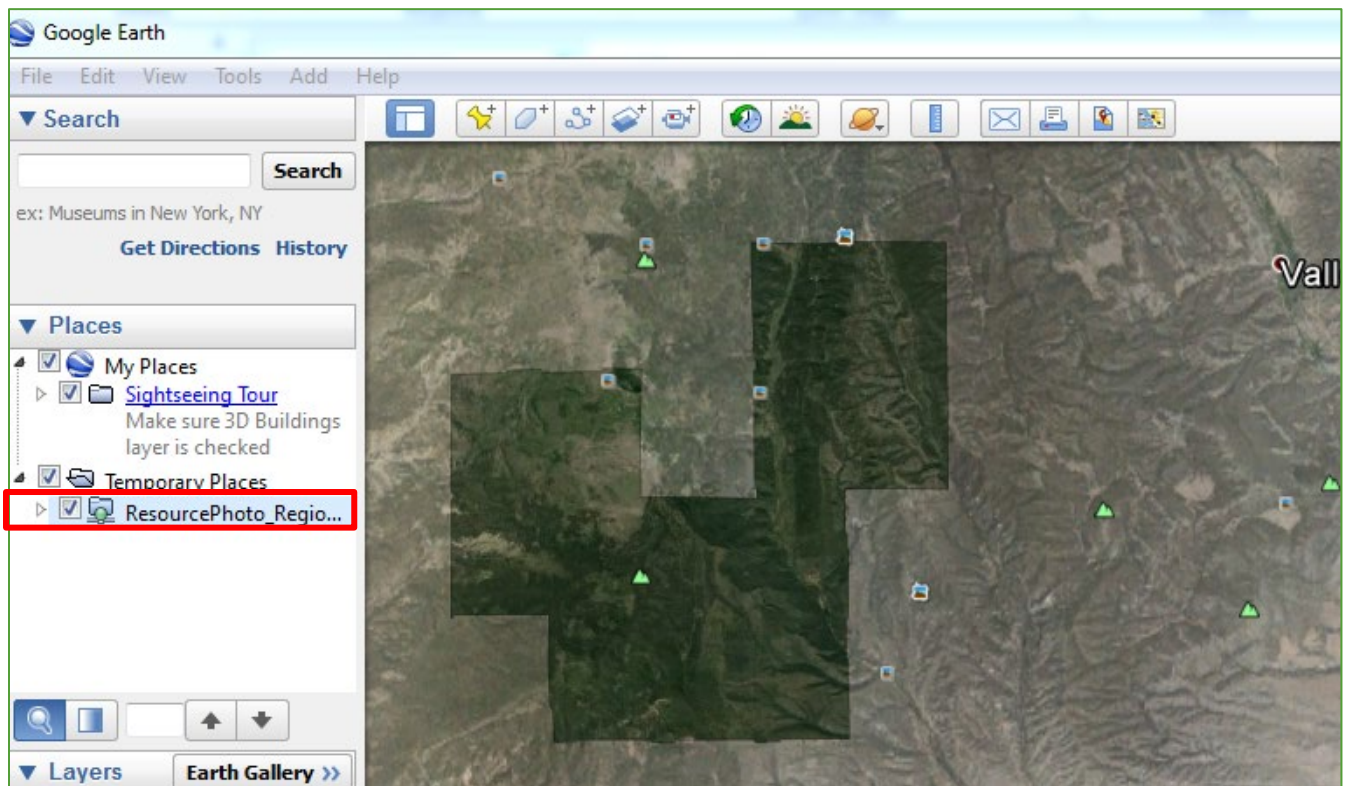 Google Earth
File Edit View Tools Add Help
Search
Search
ex: Museums in New York, NY
Get Directions History
Places
My Places
Sightseeing Tour
Make sure 3D Buildings
layer is checked
Temporary Places
ResourcePhoto_Regio...
Layers Earth Gallery >>
Vall